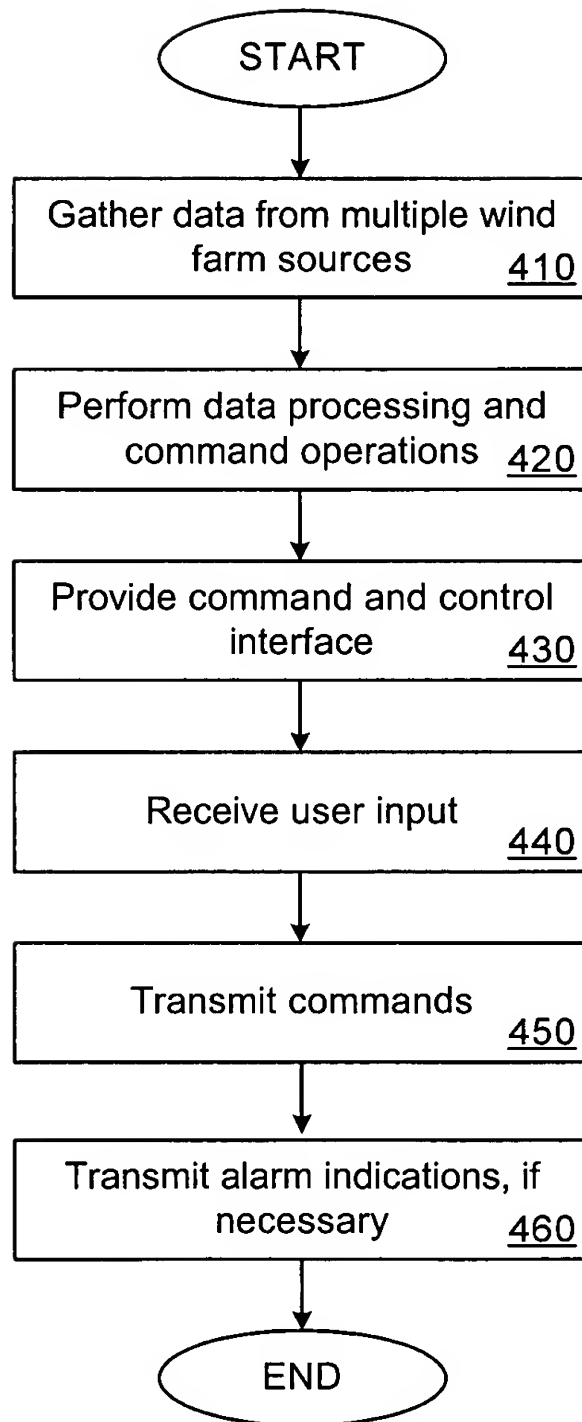 START
Gather data from multiple wind
farm sources
410
Perform data processing and
command operations
420
Provide command and control
interface
430
Receive user input
440
Transmit commands
450
Transmit alarm indications, if
necessary
460
END